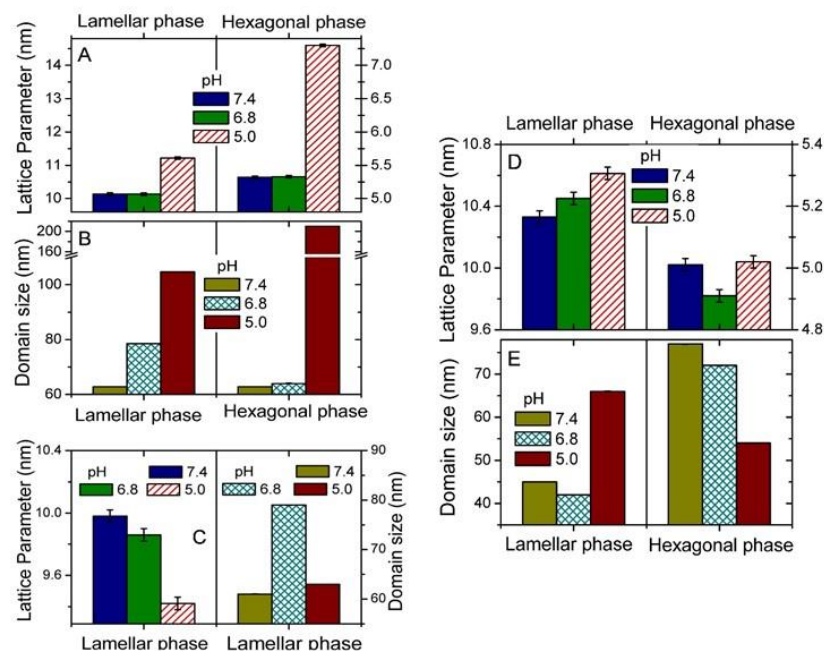 Lamellar phase Hexagonal phase
A
Lattice Parameter (nm)
14
13
12
11
10
pH
7.4
6.8
5.0
7.0
6.5
6.0
5.5
5.0
B
Domain size (nm)
200
160
100
80
60
pH
7.4
6.8
5.0
Lamellar phase Hexagonal phase
C
Lattice Parameter (nm)
10.4
10.0
9.6
pH 7.4
6.8 5.0
Lamellar phase
pH 7.4
6.8 5.0
90
80
70
60
Domain size (nm)
Lamellar phase
Lamellar phase Hexagonal phase
D
Lattice Parameter (nm)
10.8
10.4
10.0
9.6
pH
7.4
6.8
5.0
5.4
5.2
5.0
4.8
E
Domain size (nm)
70
60
50
40
pH
7.4
6.8
5.0
Lamellar phase Hexagonal phase